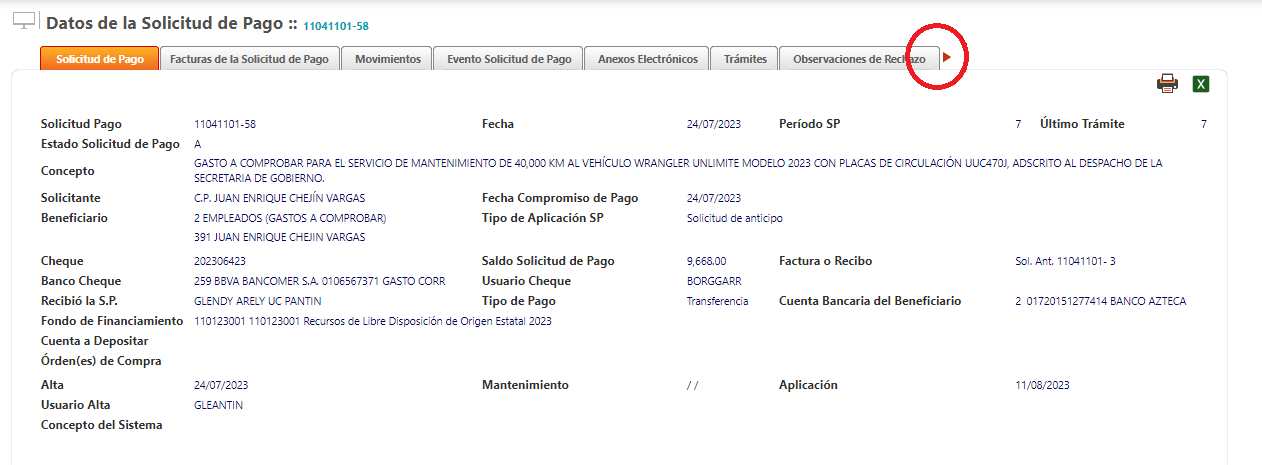 Datos de la Solicitud de Pago :: 11041101-58
Solicitud de Pago Facturas de la Solicitud de Pago Movimientos Evento Solicitud de Pago Anexos Electrónicos Trámites Observaciones de Rechazo
Solicitud Pago 11041101-58 Fecha 24/07/2023 Período SP 7 Último Trámite 7
Estado Solicitud de Pago A
Concepto GASTO A COMPROBAR PARA EL SERVICIO DE MANTENIMIENTO DE 40,000 KM AL VEHÍCULO WRANGLER UNLIMITE MODELO 2023 CON PLACAS DE CIRCULACIÓN UUC470J, ADSCRITO AL DESPACHO DE LA
SECRETARIA DE GOBIERNO.
Solicitante C.P. JUAN ENRIQUE CHEJÍN VARGAS Fecha Compromiso de Pago 24/07/2023
Beneficiario 2 EMPLEADOS (GASTOS A COMPROBAR) Tipo de Aplicación SP Solicitud de anticipo
391 JUAN ENRIQUE CHEJIN VARGAS
Cheque 202306423 Saldo Solicitud de Pago 9,668.00 Factura o Recibo Sol. Ant. 11041101- 3
Banco Cheque 259 BBVA BANCOMER S.A. 0106567371 GASTO CORR Usuario Cheque BORGGARR
Recibió la S.P. GLENDY ARELY UC PANTIN Tipo de Pago Transferencia Cuenta Bancaria del Beneficiario 2 01720151277414 BANCO AZTECA
Fondo de Financiamiento 110123001 110123001 Recursos de Libre Disposición de Origen Estatal 2023
Cuenta a Depositar
Órden(es) de Compra
Alta 24/07/2023 Mantenimiento / / Aplicación 11/08/2023
Usuario Alta GLEANTIN
Concepto del Sistema